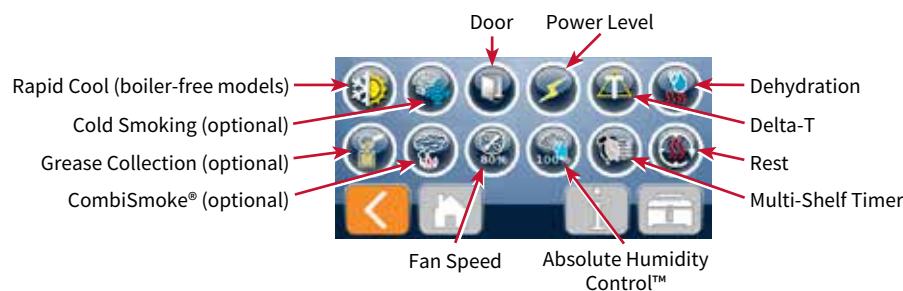 Door
Power Level
Rapid Cool (boiler-free models)
Dehydration
Cold Smoking (optional)
Delta-T
Grease Collection (optional)
Rest
CombiSmoke® (optional)
Multi-Shelf Timer
T
80%
100%
i
Fan Speed
Absolute Humidity
Control™